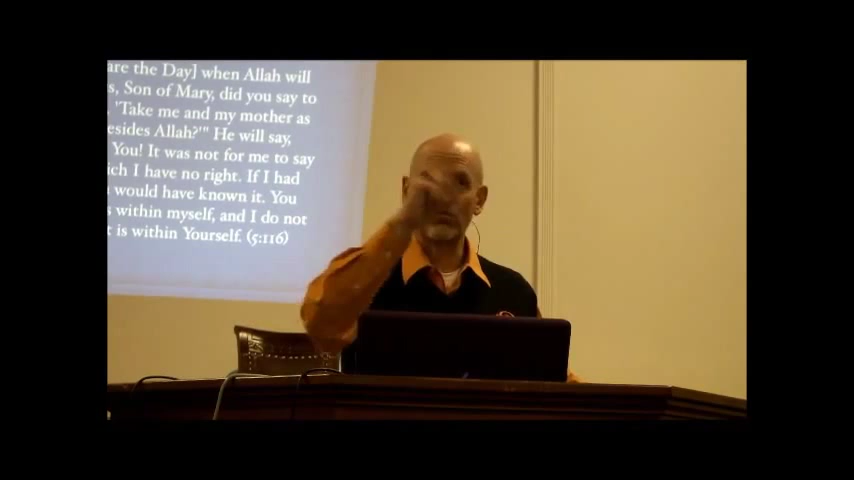 are the Day] when Allah will
s, Son of Mary, did you say to
'Take me and my mother as
esides Allah?'" He will say,
You! It was not for me to say
ch I have no right. If I had
would have known it. You
s within myself, and I do not
t is within Yourself. (5:116)